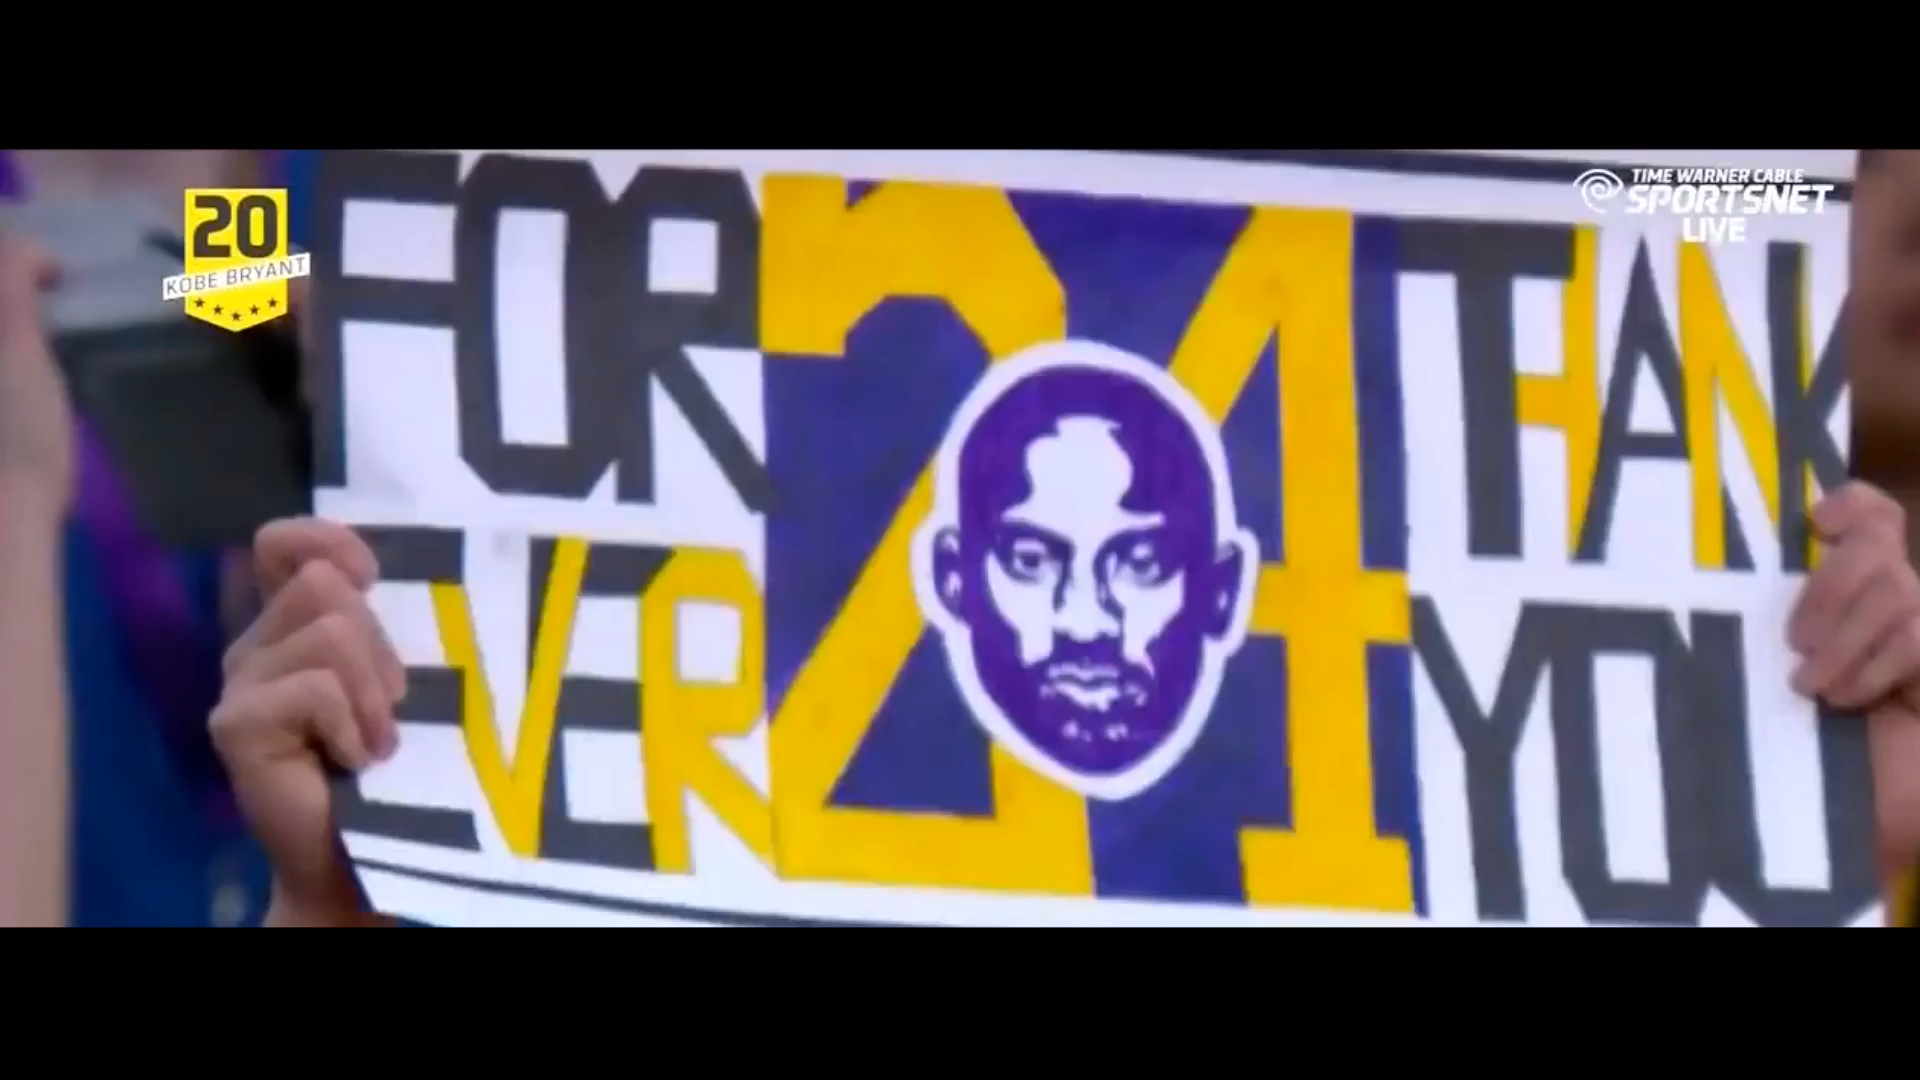 20
KOBE BRYANT
TIME WARNER CABLE
SPORTSNET
LIVE
FOR
EVER
24
THANK
YOU